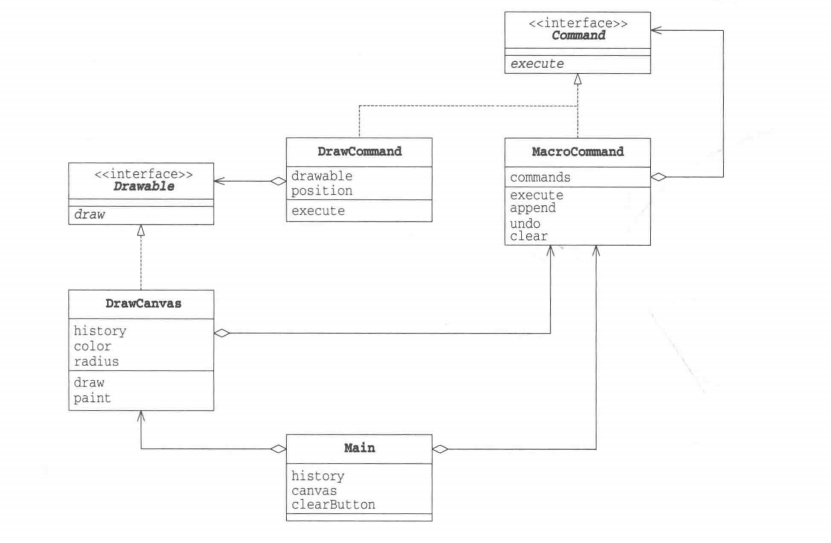 <<interface>>
Command
execute
DrawCommand
drawable
position
execute
MacroCommand
commands
execute
append
undo
clear
<<interface>>
Drawable
draw
DrawCanvas
history
color
radius
draw
paint
Main
history
canvas
clearButton